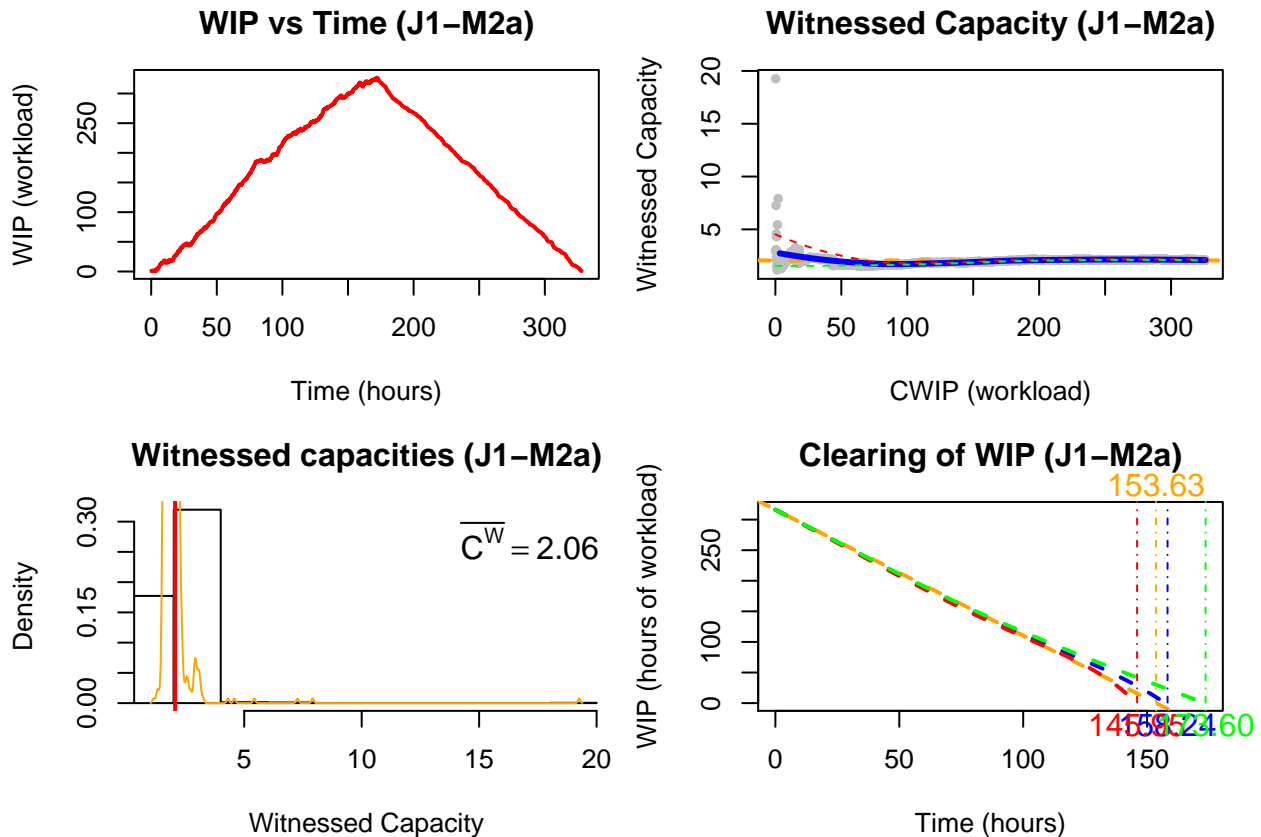 WIP vs Time (J1−M2a)
WIP (workload)
0 100 250
0 50 100 200 300
Time (hours)
Witnessed Capacity (J1−M2a)
Witnessed Capacity
5 10 15 20
0 50 100 200 300
CWIP (workload)
Witnessed capacities (J1−M2a)
Density
0.00 0.15 0.30
C^W = 2.06
5 10 15 20
Witnessed Capacity
Clearing of WIP (J1−M2a)
153.63
WIP (hours of workload)
0 100 250
158.24
173.60
0 50 100 150
Time (hours)